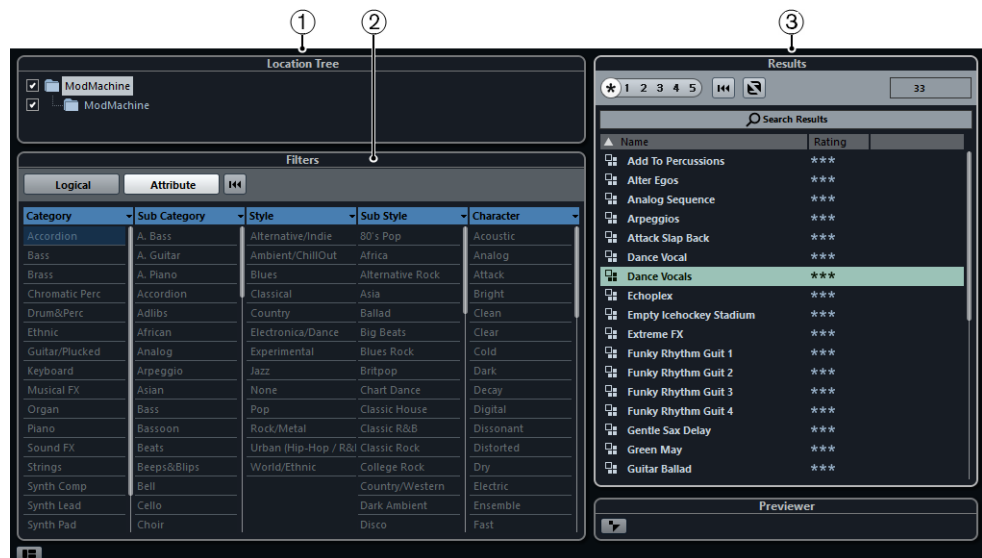 1 2 3
Location Tree
ModMachine
ModMachine
Filters
Logical Attribute
Category Sub Category Style Sub Style Character
Accordion A. Bass Alternative/Indie 80's Pop Acoustic
Bass A. Guitar Ambient/ChillOut Africa Analog
Brass A. Piano Blues Alternative Rock Attack
Chromatic Perc Accordion Classical Asia Bright
Drum&Perc Adlibs Country Ballad Clean
Ethnic African Electronica/Dance Big Beats Clear
Guitar/Plucked Analog Experimental Blues Rock Cold
Keyboard Arpeggio Jazz Britpop Dark
Musical FX Asian None Chart Dance Decay
Organ Bass Pop Classic House Digital
Piano Bassoon Rock/Metal Classic R&B Dissonant
Sound FX Beats Urban (Hip-Hop / R&I Classic Rock Distorted
Strings Beeps&Blips World/Ethnic College Rock Dry
Synth Comp Bell Country/Western Electric
Synth Lead Cello Dark Ambient Ensemble
Synth Pad Choir Disco Fast
Results
* 1 2 3 4 5 33
Search Results
Name Rating
Add To Percussions ***
Alter Egos ***
Analog Sequence ***
Arpeggios ***
Attack Slap Back ***
Dance Vocal ***
Dance Vocals ***
Echoplex ***
Empty Icehockey Stadium ***
Extreme FX ***
Funky Rhythm Guit 1 ***
Funky Rhythm Guit 2 ***
Funky Rhythm Guit 3 ***
Funky Rhythm Guit 4 ***
Gentle Sax Delay ***
Green May ***
Guitar Ballad ***
Previewer